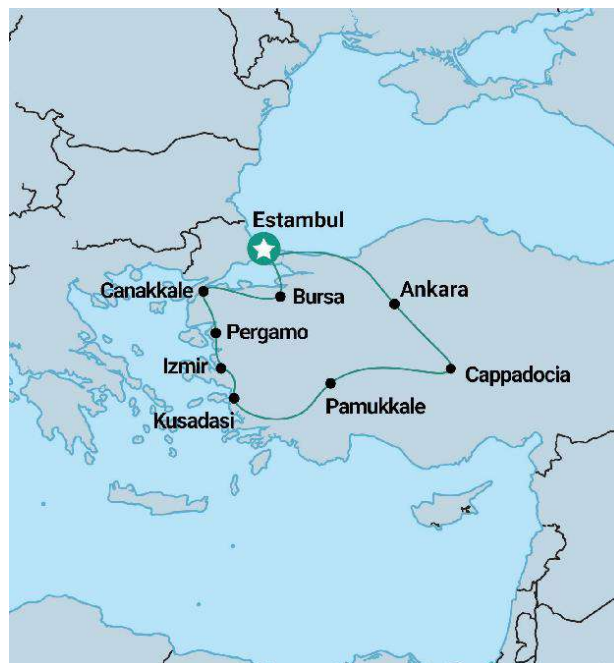 Estambul
Canakkale
Bursa
Ankara
Pergamo
Izmir
Cappadocia
Kusadasi
Pamukkale